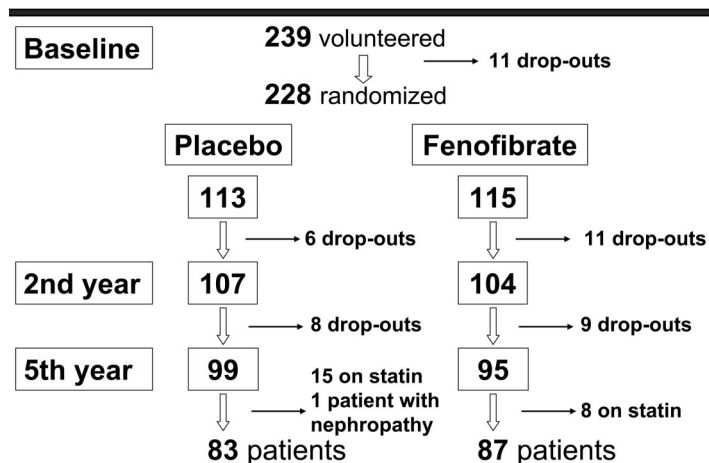 Baseline
239 volunteered
11 drop-outs
228 randomized
Placebo
Fenofibrate
113
115
6 drop-outs
11 drop-outs
2nd year
107
104
8 drop-outs
9 drop-outs
5th year
99
95
15 on statin
1 patient with
nephropathy
8 on statin
83 patients
87 patients